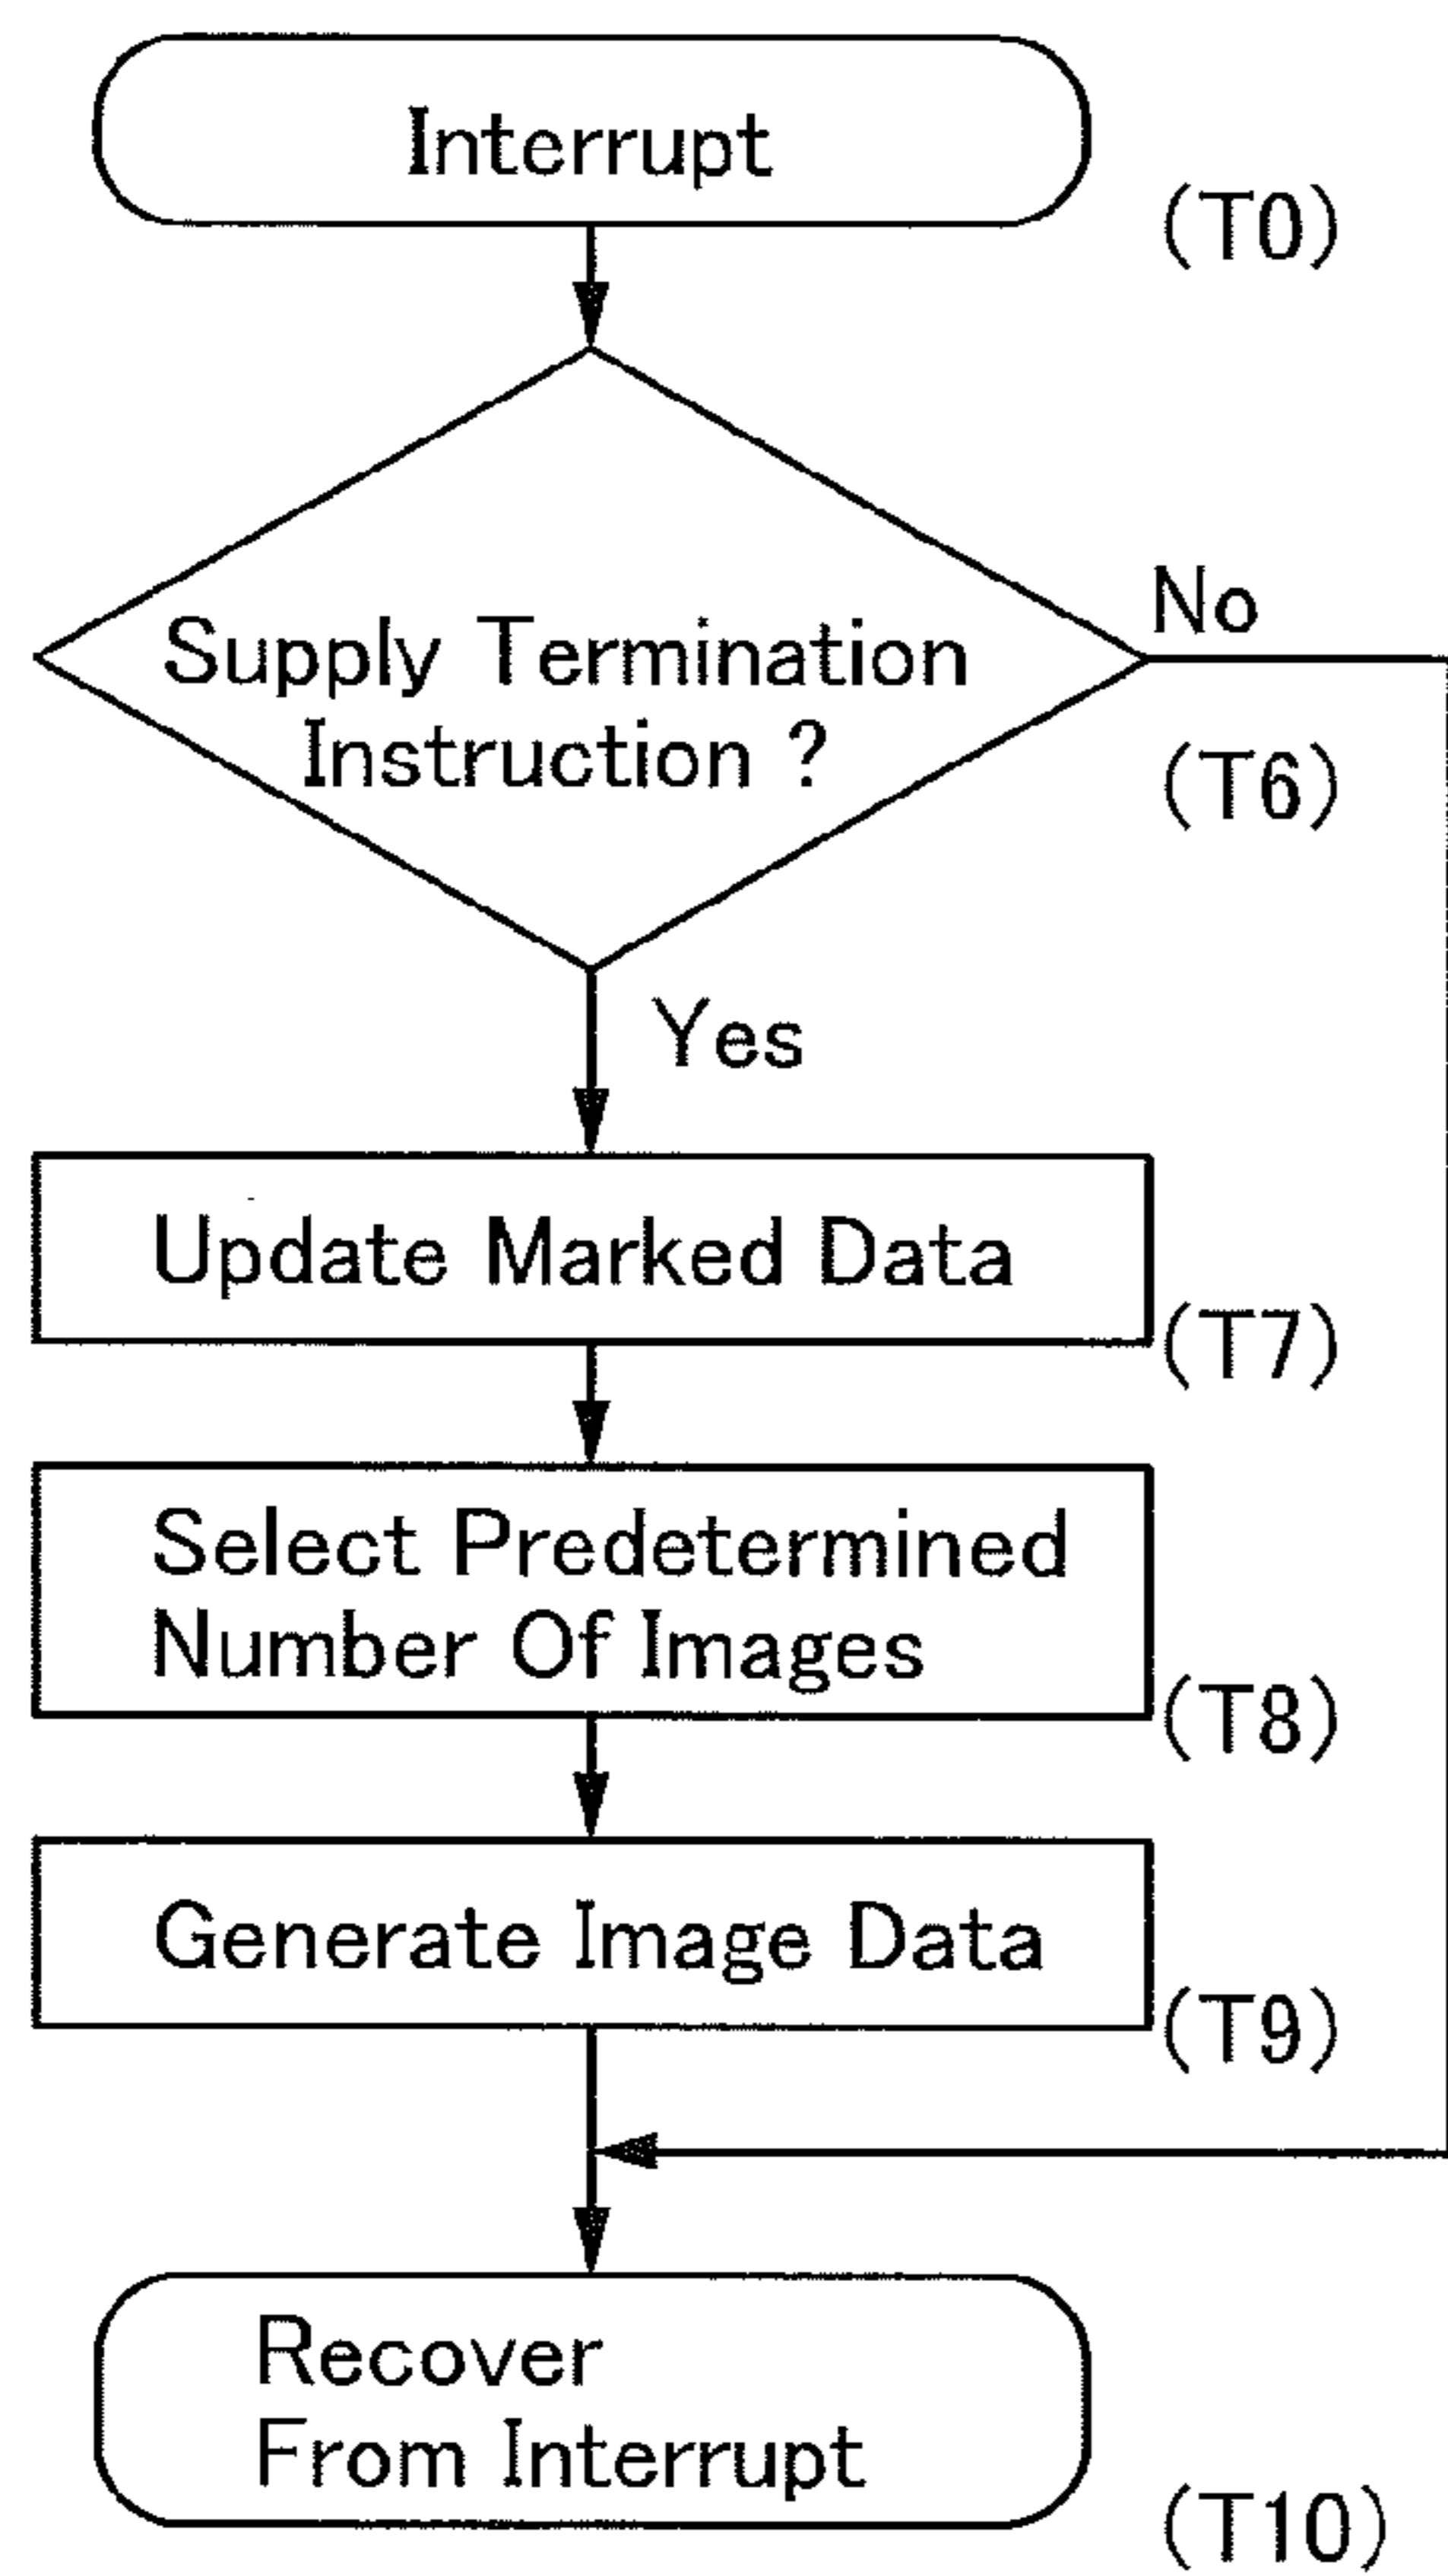 Interrupt
(T0)
Supply Termination
Instruction ?
No
(T6)
Yes
Update Marked Data
(T7)
Select Predetermined
Number Of Images
(T8)
Generate Image Data
(T9)
Recover
From Interrupt
(T10)